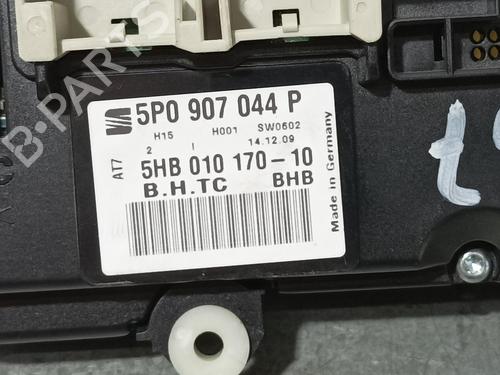 5P0 907 044 P
H15 H001 SW0602
2 I 14.12.09
AT7
5HB 010 170-10
B.H.TC BHB
Made in Germany
B-PARTS